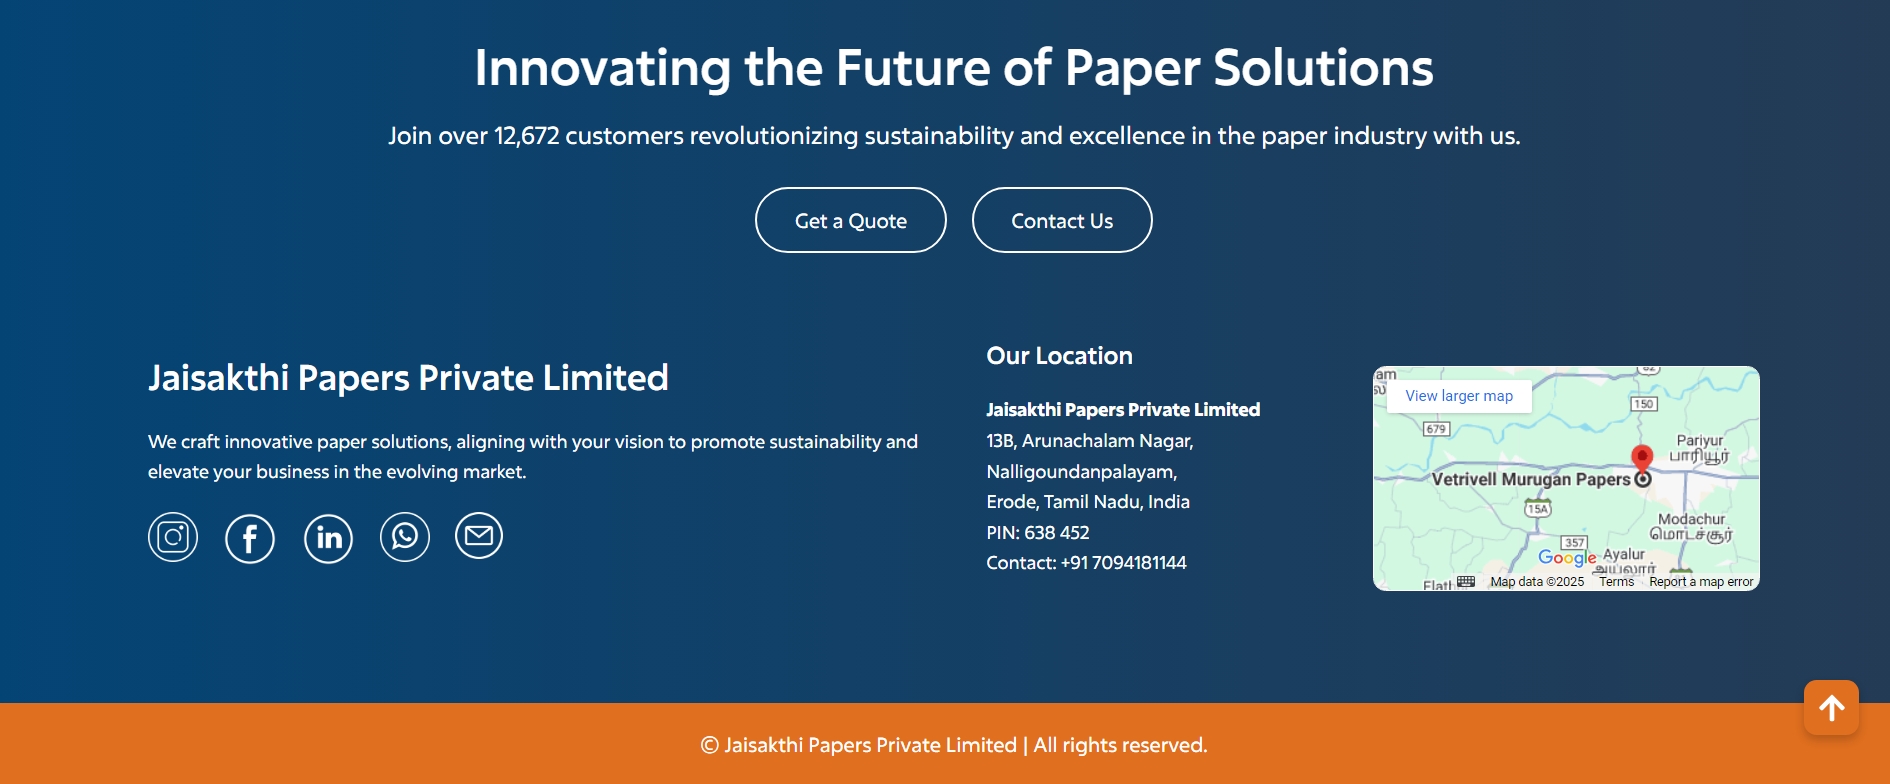 Innovating the Future of Paper Solutions
Join over 12,672 customers revolutionizing sustainability and excellence in the paper industry with us.
Get a Quote
Contact Us
Jaisakthi Papers Private Limited
We craft innovative paper solutions, aligning with your vision to promote sustainability and
elevate your business in the evolving market.
Our Location
Jaisakthi Papers Private Limited
13B, Arunachalam Nagar,
Nalligoundanpalayam,
Erode, Tamil Nadu, India
PIN: 638 452
Contact: +91 7094181144
View larger map
150
679
Pariyur
பாரியூர்
Vetrivell Murugan Papers
15A
Modachur
மொடச்சூர்
357
Google
Ayalur
அயலூர்
Map data ©2025
Terms
Report a map error
© Jaisakthi Papers Private Limited | All rights reserved.